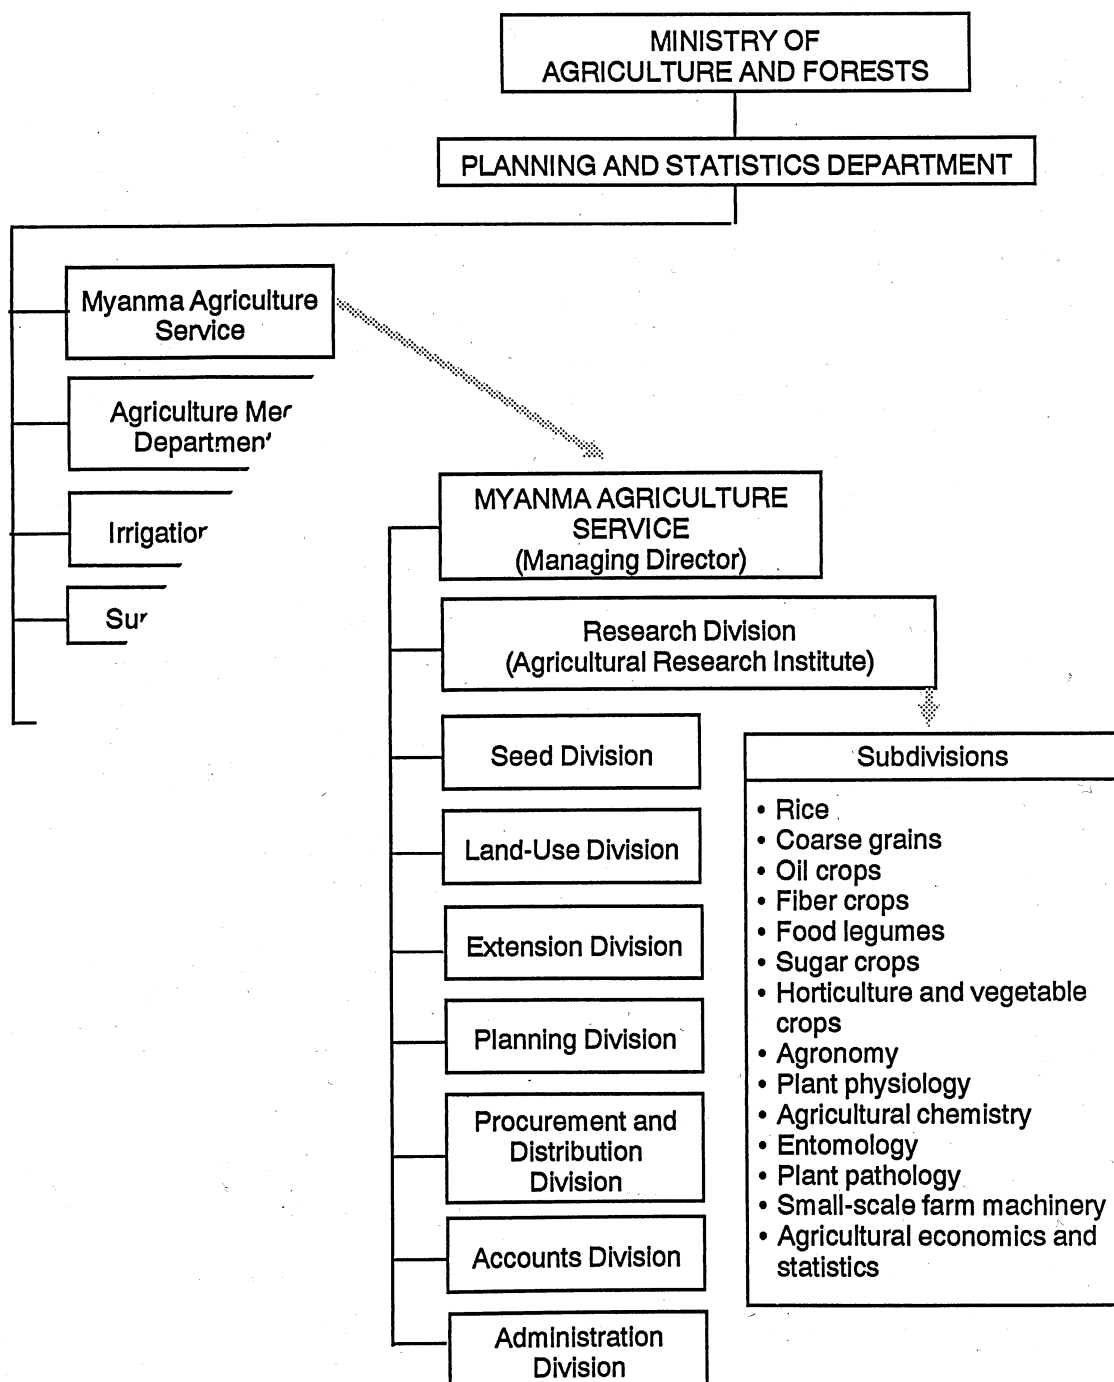 MINISTRY OF
AGRICULTURE AND FORESTS
PLANNING AND STATISTICS DEPARTMENT
Myanma Agriculture
Service
Agriculture
Department
MYANMA AGRICULTURE
SERVICE
(Managing Director)
Research Division
(Agricultural Research Institute)
Seed Division
Land-Use Division
Extension Division
Planning Division
Procurement and
Distribution
Division
Accounts Division
Administration
Division
Subdivisions
• Rice
• Coarse grains
• Oil crops
• Fiber crops
• Food legumes
• Sugar crops
• Horticulture and vegetable
crops
• Agronomy
• Plant physiology
• Agricultural chemistry
• Entomology
• Plant pathology
• Small-scale farm machinery
• Agricultural economics and
statistics